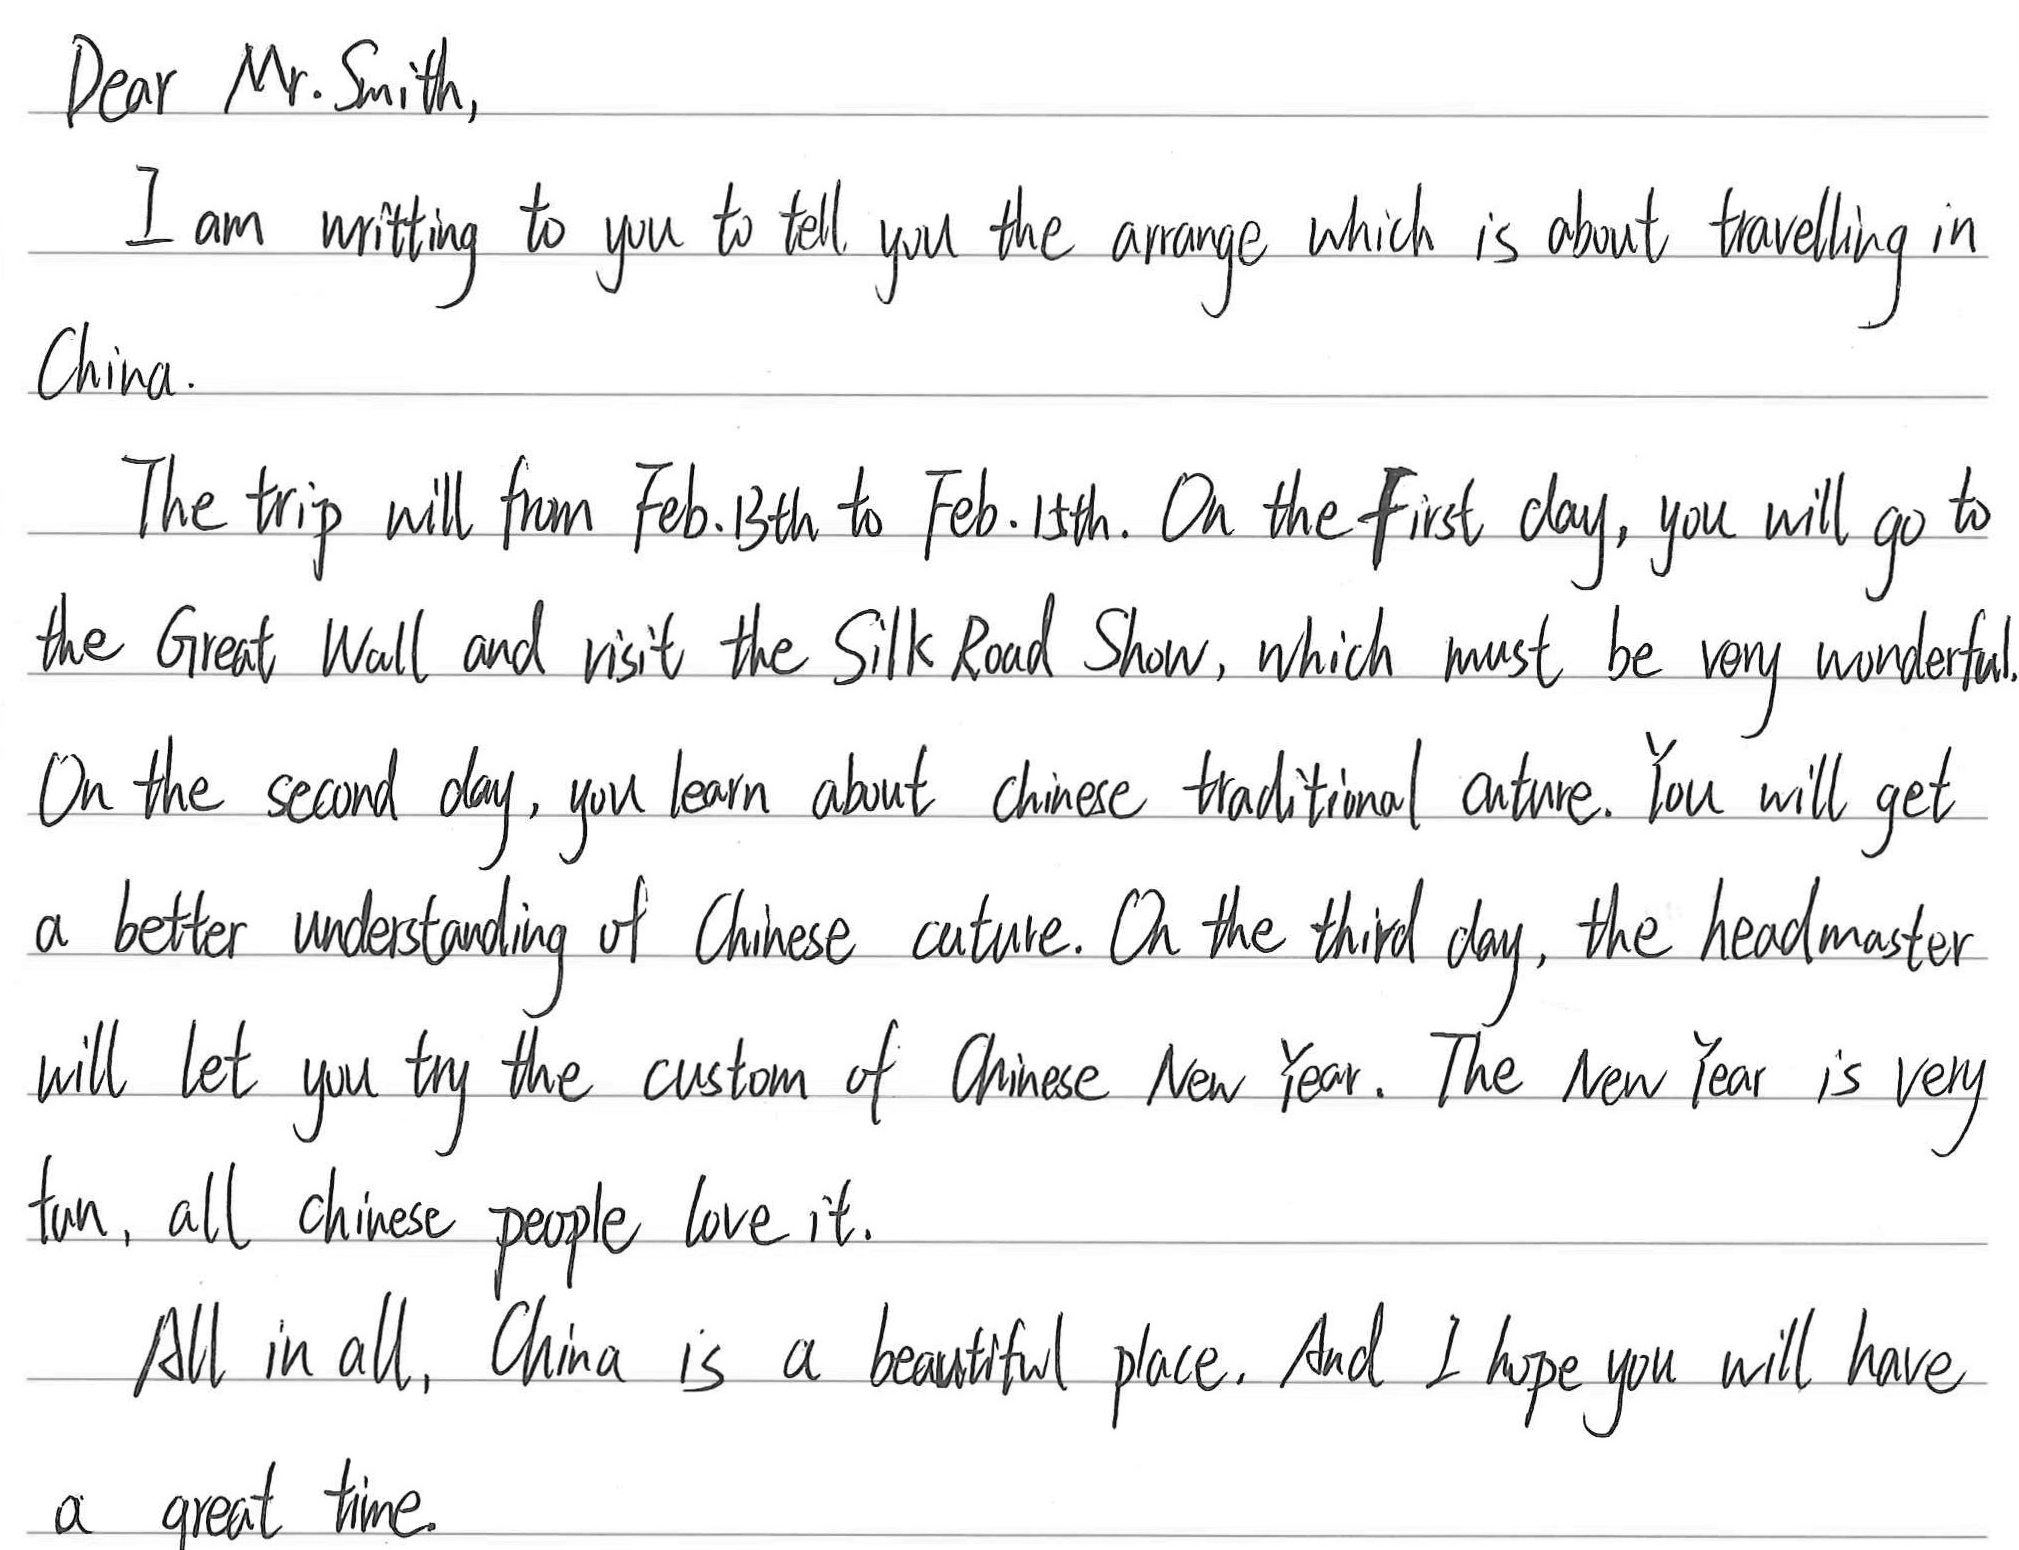 Dear Mr. Smith,
I am writting to you to tell you the arrange which is about travelling in
China.
The trip will from Feb. 13th to Feb. 15th. On the First day, you will go to
the Great Wall and visit the Silk Road Show, which must be very wonderful.
On the second day, you learn about chinese traditional cuture. You will get
a better understanding of Chinese cuture. On the third day, the headmaster
will let you try the custom of Chinese New Year. The New Year is very
fun, all chinese people love it.
All in all, China is a beautiful place. And I hope you will have
a great time.